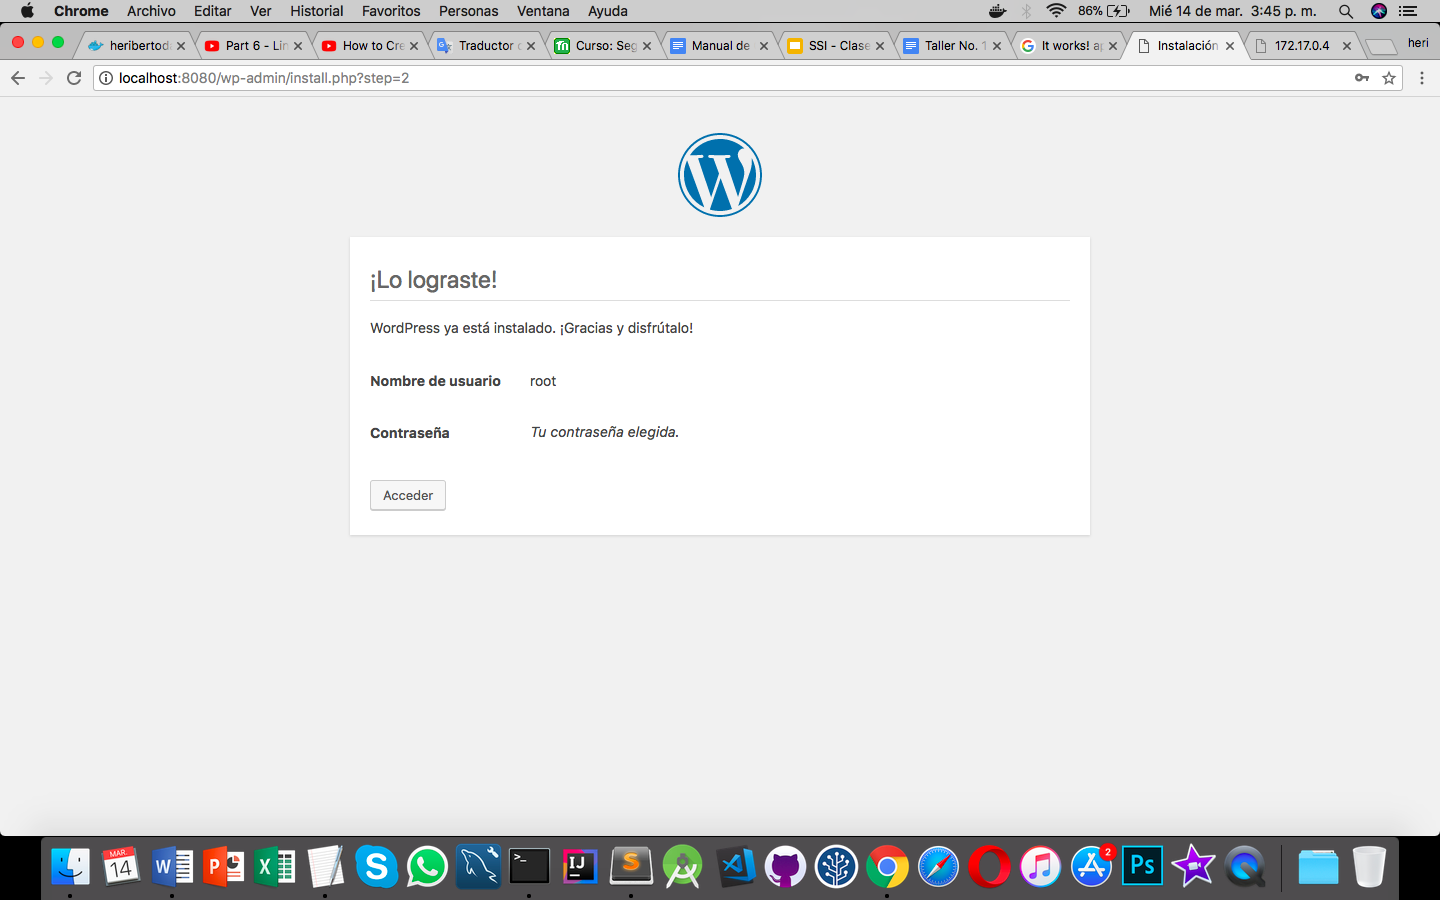 Chrome Archivo Editar Ver Historial Favoritos Personas Ventana Ayuda 86% Mié 14 de mar. 3:45 p. m.
heribertod Part 6 - Lin How to Cre Traductor Curso: Seg Manual de SSI - Clase Taller No. 1 It works! ap Instalación 172.17.0.4 heri
localhost:8080/wp-admin/install.php?step=2
W
¡Lo lograste!
WordPress ya está instalado. ¡Gracias y disfrútalo!
Nombre de usuario root
Contraseña Tu contraseña elegida.
Acceder
MAR. 14 W P X S >_ IJ S 2 Ps